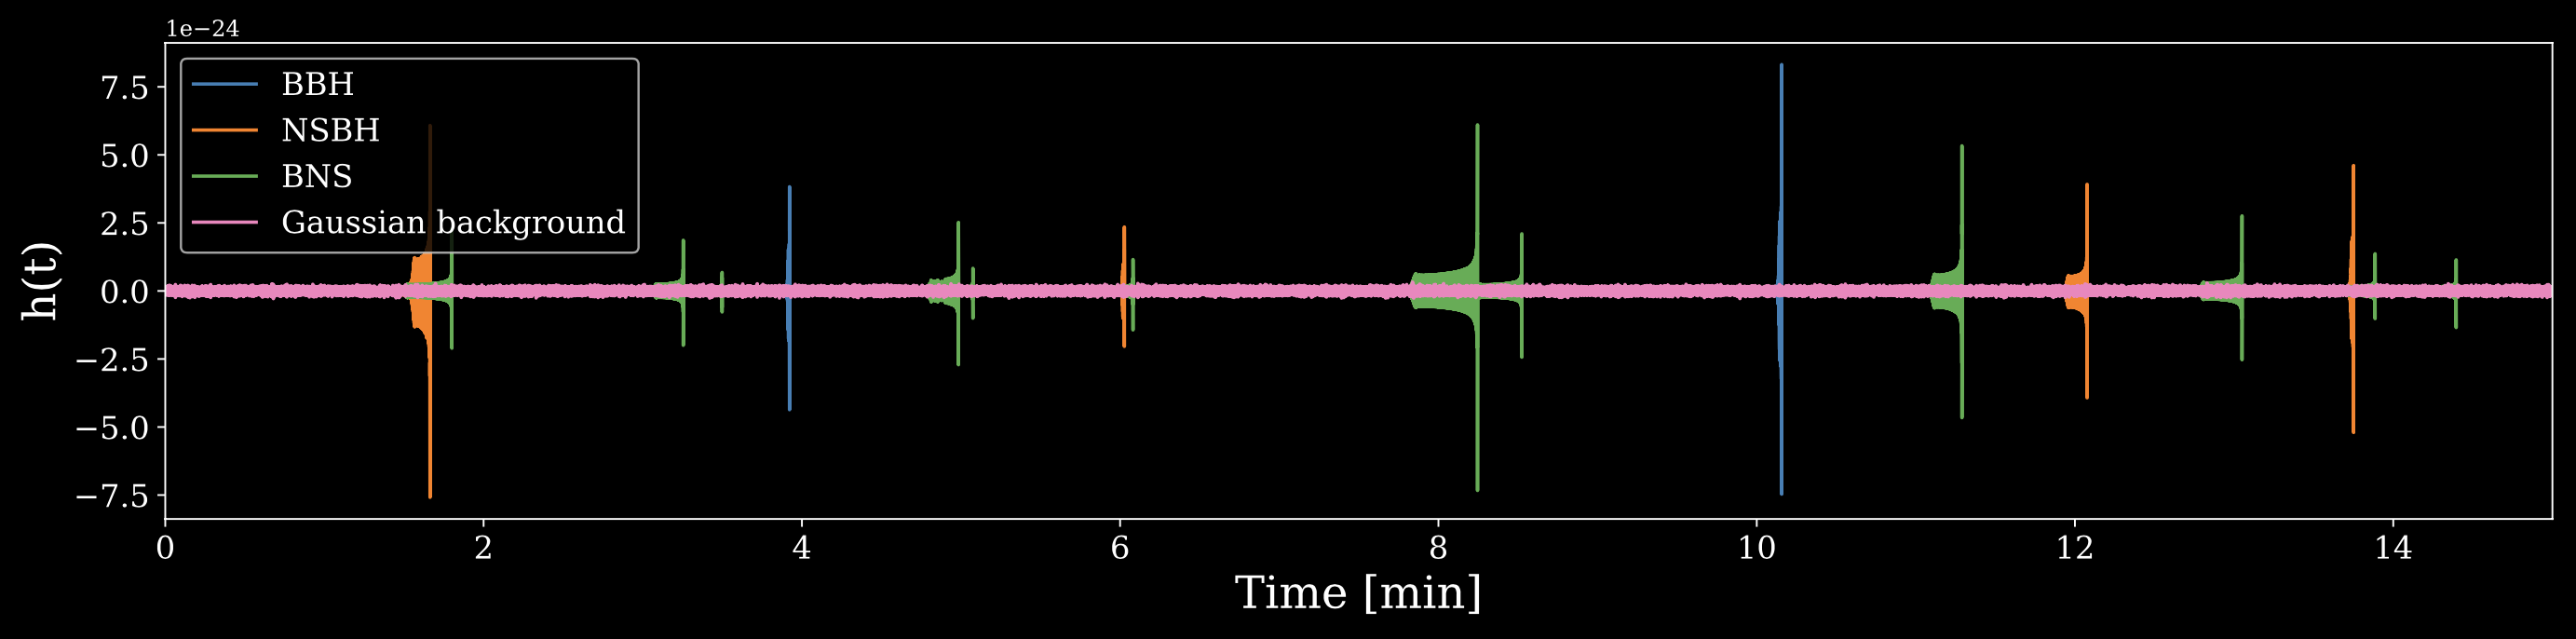 1e−24
7.5
5.0
2.5
0.0
−2.5
−5.0
−7.5
h(t)
BBH
NSBH
BNS
Gaussian background
0 2 4 6 8 10 12 14
Time [min]